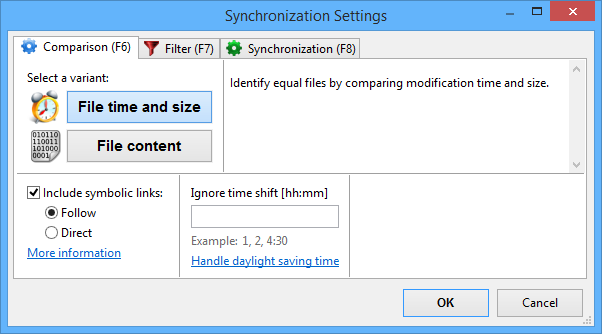 Synchronization Settings
Comparison (F6)
Filter (F7)
Synchronization (F8)
Select a variant:
File time and size
Identify equal files by comparing modification time and size.
010110
110011
101000
0001
File content
Include symbolic links:
Follow
Direct
More information
Ignore time shift [hh:mm]
Example: 1, 2, 4:30
Handle daylight saving time
OK
Cancel